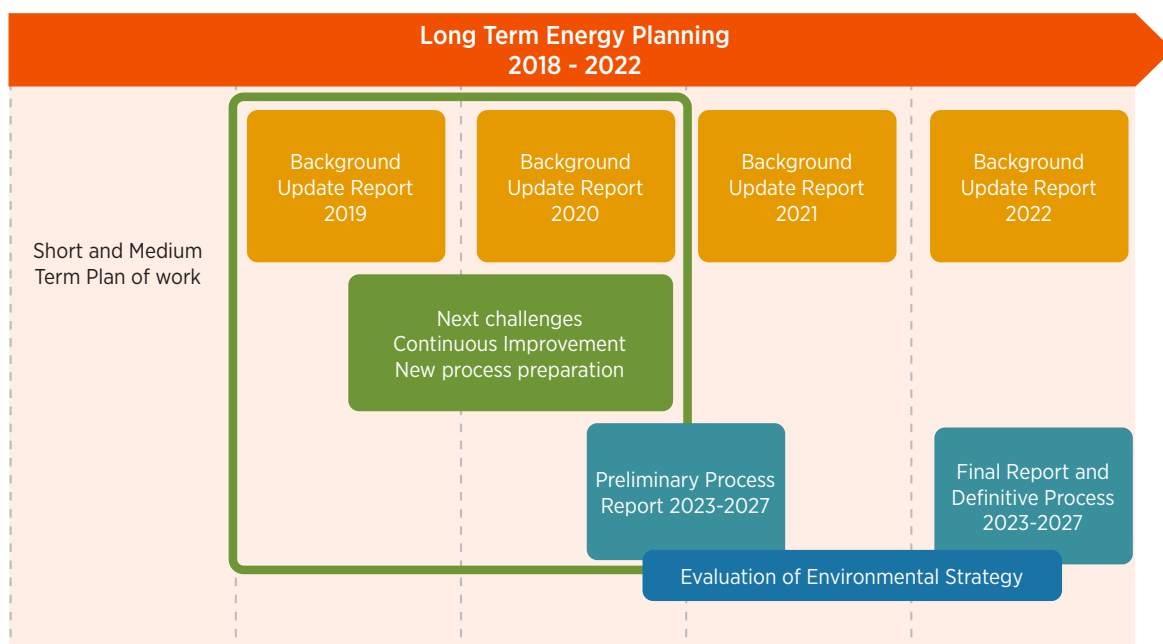 Long Term Energy Planning
2018 - 2022
Background
Update Report
2019
Background
Update Report
2020
Background
Update Report
2021
Background
Update Report
2022
Short and Medium
Term Plan of work
Next challenges
Continuous Improvement
New process preparation
Preliminary Process
Report 2023-2027
Final Report and
Definitive Process
2023-2027
Evaluation of Environmental Strategy